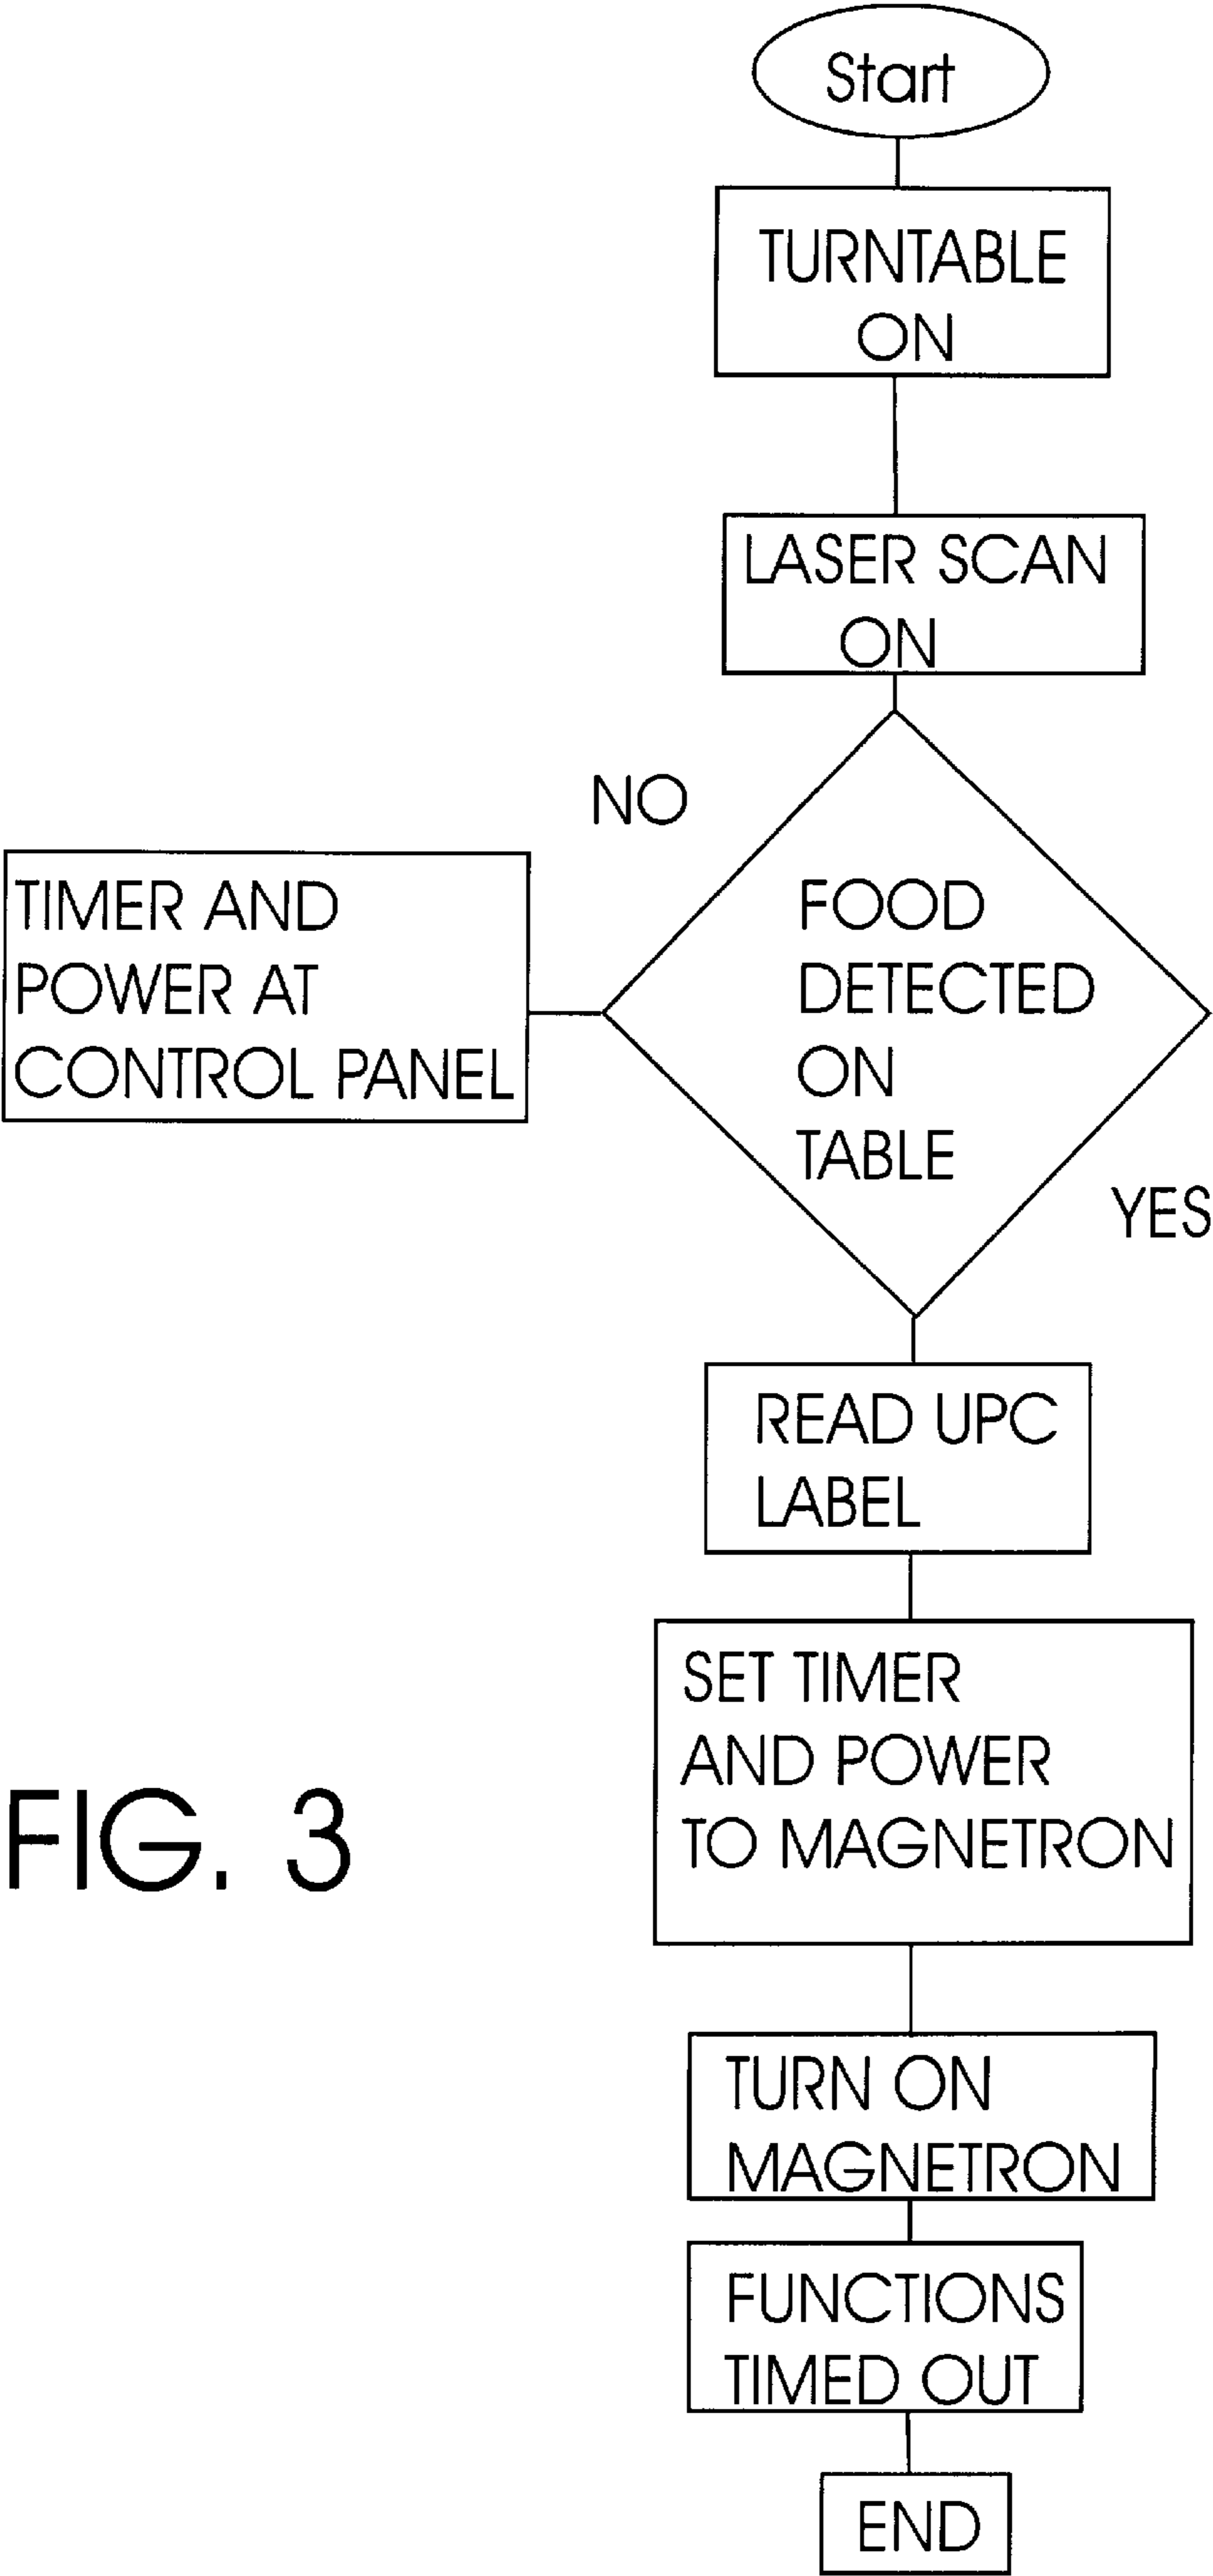 Start
TURNTABLE
ON
LASER SCAN
ON
NO
TIMER AND
POWER AT
CONTROL PANEL
FOOD
DETECTED
ON
TABLE
YES
READ UPC
LABEL
SET TIMER
AND POWER
TO MAGNETRON
FIG. 3
TURN ON
MAGNETRON
FUNCTIONS
TIMED OUT
END